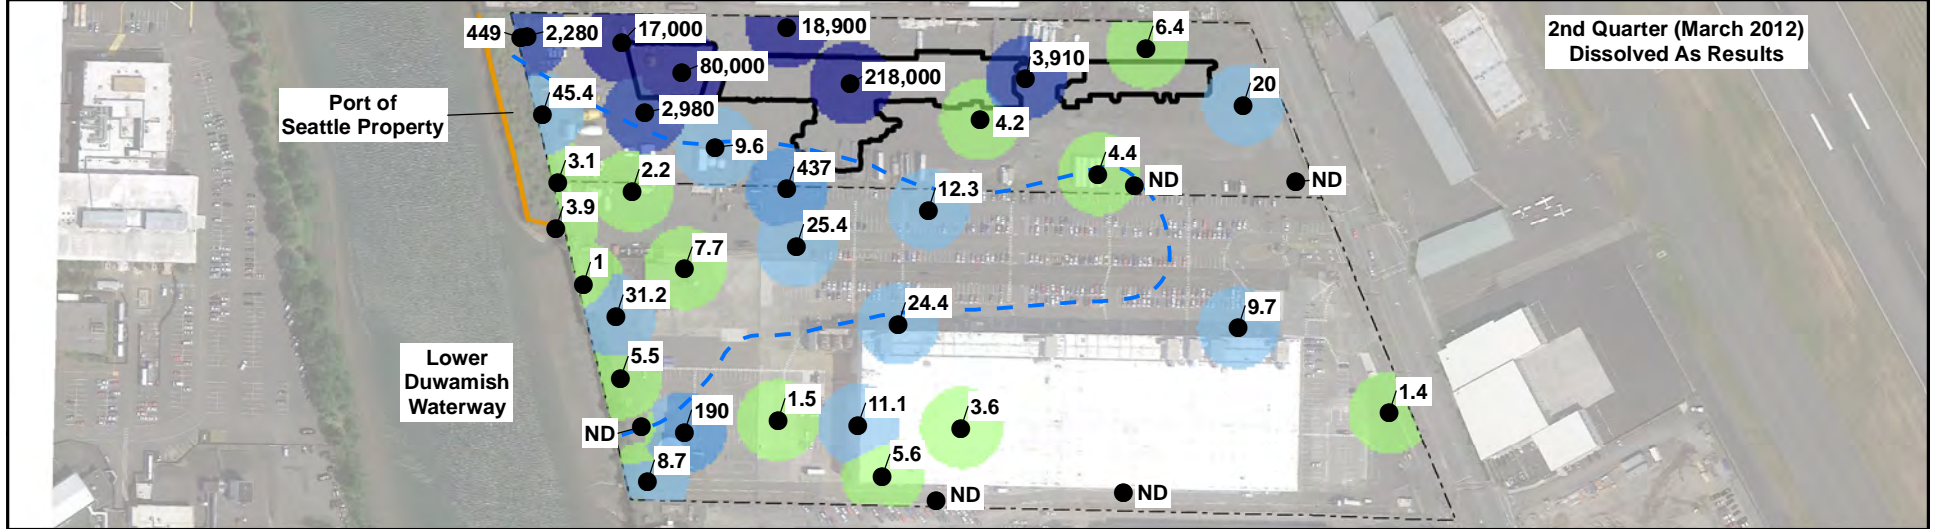 2nd Quarter (March 2012)
Dissolved As Results
449
2,280
17,000
18,900
6.4
80,000
218,000
3,910
20
Port of
Seattle Property
45.4
2,980
4.2
9.6
3.1
2.2
437
4.4
ND
ND
12.3
3.9
25.4
7.7
1
31.2
24.4
9.7
Lower
Duwamish
Waterway
5.5
1.5
11.1
3.6
1.4
190
ND
8.7
5.6
ND
ND